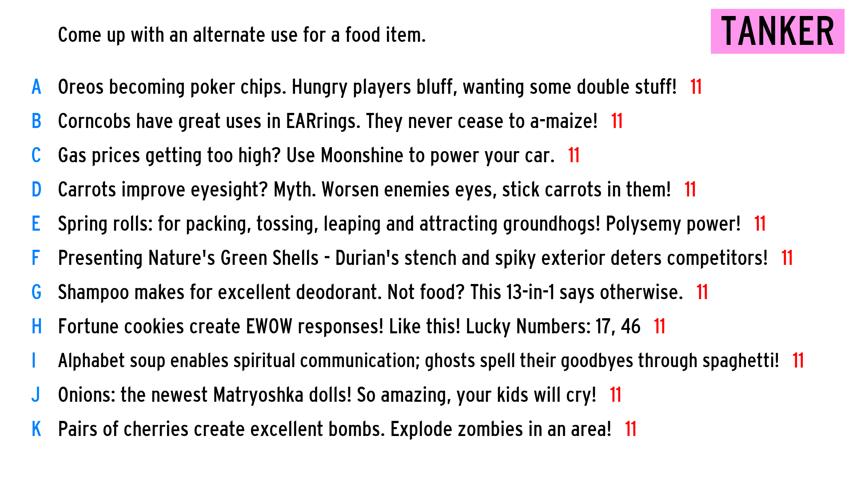 Come up with an alternate use for a food item.
TANKER
A Oreos becoming poker chips. Hungry players bluff, wanting some double stuff! 11
B Corncobs have great uses in EARrings. They never cease to a-maize! 11
C Gas prices getting too high? Use Moonshine to power your car. 11
D Carrots improve eyesight? Myth. Worsen enemies eyes, stick carrots in them! 11
E Spring rolls: for packing, tossing, leaping and attracting groundhogs! Polysemy power! 11
F Presenting Nature's Green Shells - Durian's stench and spiky exterior deters competitors! 11
G Shampoo makes for excellent deodorant. Not food? This 13-in-1 says otherwise. 11
H Fortune cookies create EWOW responses! Like this! Lucky Numbers: 17, 46 11
I Alphabet soup enables spiritual communication; ghosts spell their goodbyes through spaghetti! 11
J Onions: the newest Matryoshka dolls! So amazing, your kids will cry! 11
K Pairs of cherries create excellent bombs. Explode zombies in an area! 11